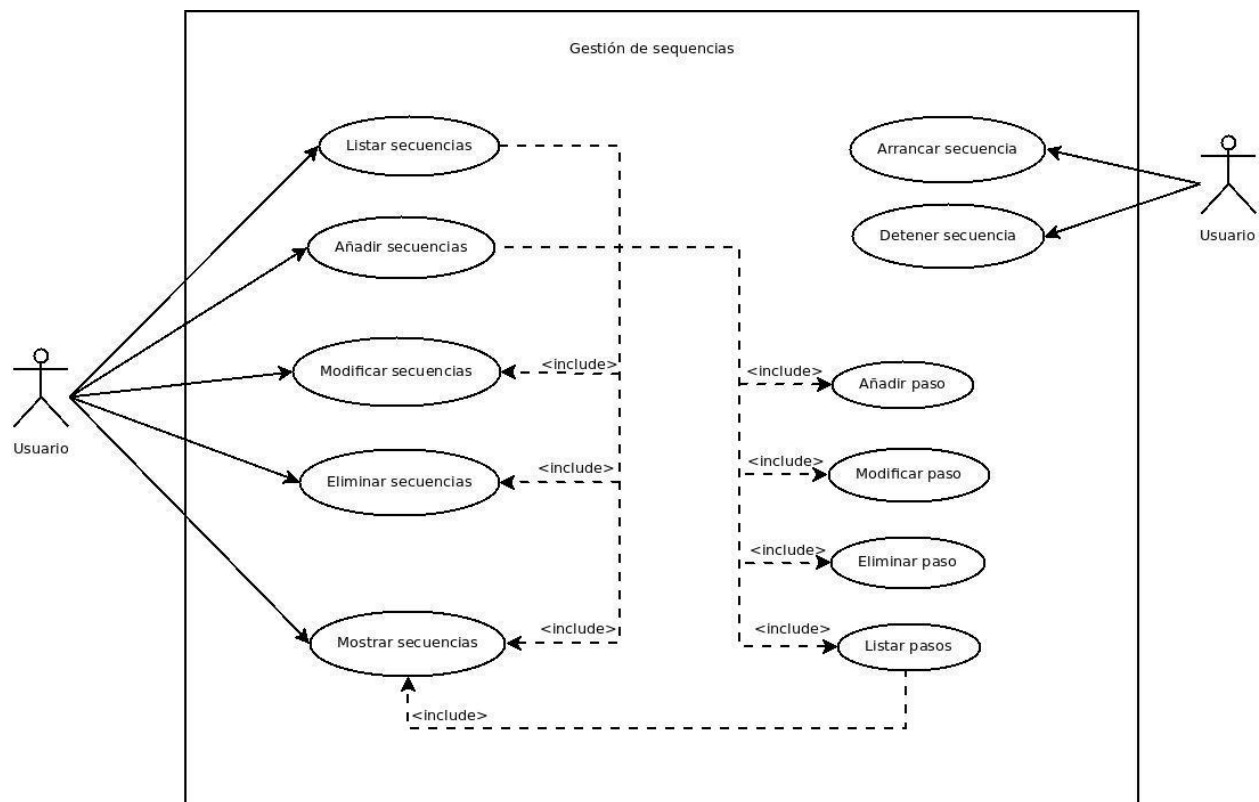 Gestión de sequencias
Listar secuencias
Arrancar secuencia
Añadir secuencias
Detener secuencia
Usuario
Modificar secuencias
<include>
<include>
Añadir paso
Usuario
Eliminar secuencias
<include>
<include>
Modificar paso
<include>
Eliminar paso
Mostrar secuencias
<include>
<include>
Listar pasos
<include>